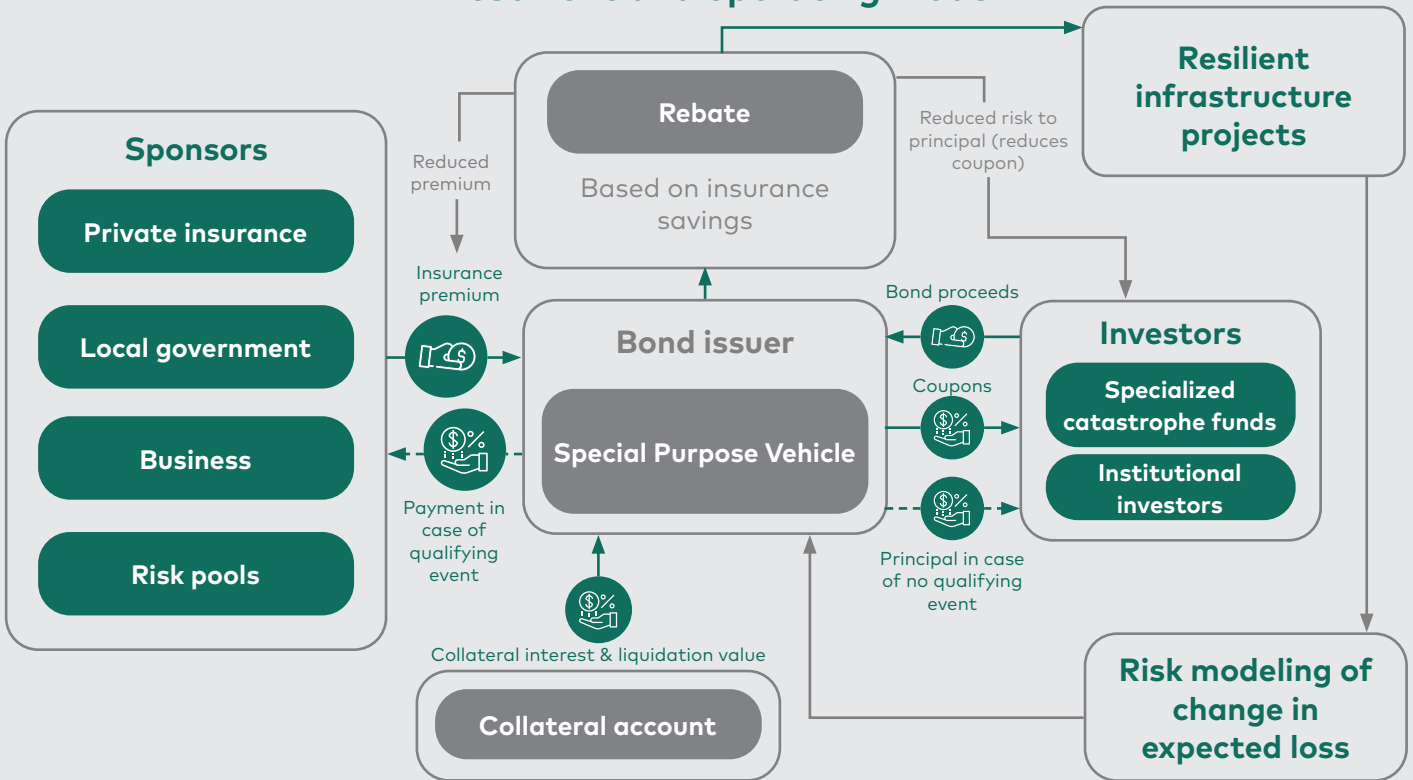 Sponsors
Private insurance
Local government
Business
Risk pools
Reduced
premium
Insurance
premium
Payment in
case of
qualifying
event
Rebate
Based on insurance
savings
Reduced risk to
principal (reduces
coupon)
Bond issuer
Special Purpose Vehicle
Collateral interest & liquidation value
Collateral account
Bond proceeds
Coupons
Principal in case
of no qualifying
event
Resilient
infrastructure
projects
Investors
Specialized
catastrophe funds
Institutional
investors
Risk modeling of
change in
expected loss